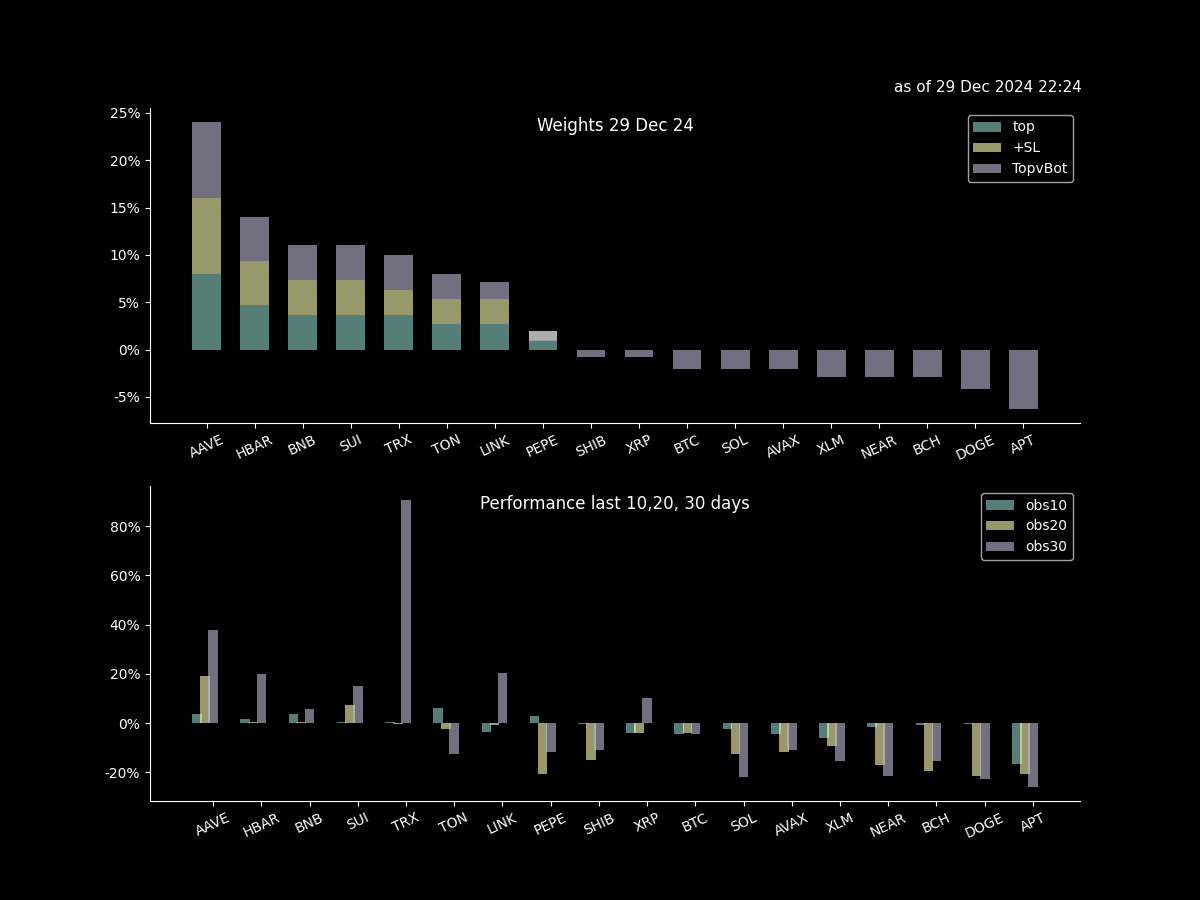 as of 29 Dec 2024 22:24
Weights 29 Dec 24
top
+SL
TopvBot
25%
20%
15%
10%
5%
0%
-5%
AAVE HBAR BNB SUI TRX TON LINK PEPE SHIB XRP BTC SOL AVAX XLM NEAR BCH DOGE APT
Performance last 10,20, 30 days
obs10
obs20
obs30
80%
60%
40%
20%
0%
-20%
AAVE HBAR BNB SUI TRX TON LINK PEPE SHIB XRP BTC SOL AVAX XLM NEAR BCH DOGE APT